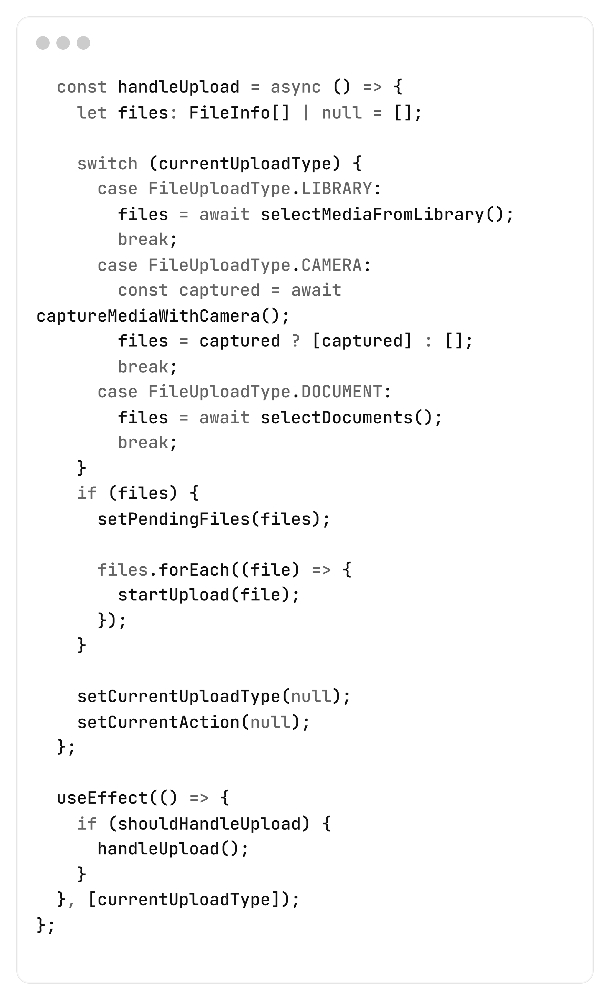 const handleUpload = async () => {
    let files: FileInfo[] | null = [];

    switch (currentUploadType) {
      case FileUploadType.LIBRARY:
        files = await selectMediaFromLibrary();
        break;
      case FileUploadType.CAMERA:
        const captured = await
captureMediaWithCamera();
        files = captured ? [captured] : [];
        break;
      case FileUploadType.DOCUMENT:
        files = await selectDocuments();
        break;
    }
    if (files) {
      setPendingFiles(files);

      files.forEach((file) => {
        startUpload(file);
      });
    }

    setCurrentUploadType(null);
    setCurrentAction(null);
  };

  useEffect(() => {
    if (shouldHandleUpload) {
      handleUpload();
    }
  }, [currentUploadType]);
};